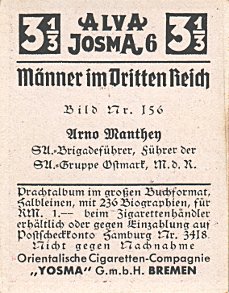 3 1/3 ALVA 3 1/3
JOSMA 6
Männer im Dritten Reich
Bild Nr. 156
Arno Manthey
SA.-Brigadeführer, Führer der
SA.-Gruppe Ostmark, M. d. R.
Prachtalbum im großen Buchformat,
Halbleinen, mit 236 Biographien, für
RM. 1.— beim Zigarettenhändler
erhältlich oder gegen Einzahlung auf
Postscheckkonto Hamburg Nr. 3418.
Nicht gegen Nachnahme
Orientalische Cigaretten-Compagnie
„YOSMA" G.m.b.H. BREMEN